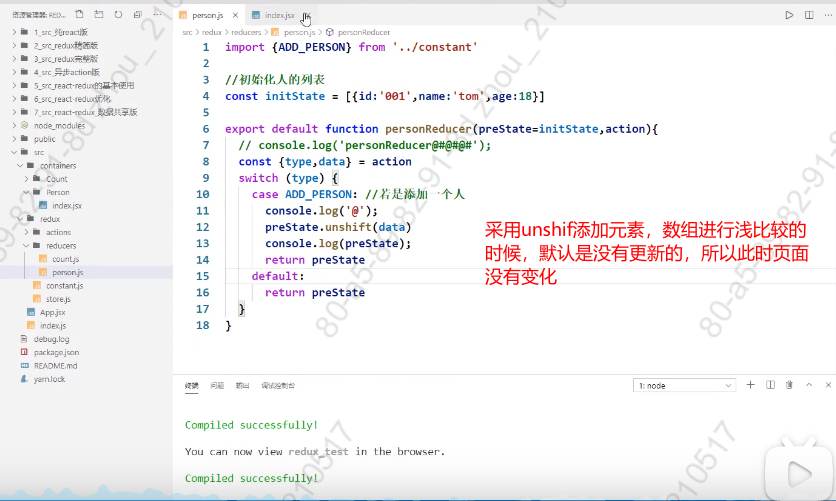 资源管理器: RED...
person.js
index.jsx
1_src_纯react版
2_src_redux精简版
3_src_redux完整版
4_src_异步action版
5_src_react-redux的基本使用
6_src_react-redux优化
7_src_react-redux_数据共享版
node_modules
public
src
containers
Count
Person
index.jsx
redux
actions
reducers
count.js
person.js
constant.js
store.js
App.jsx
index.js
debug.log
package.json
README.md
yarn.lock
src > redux > reducers > person.js > personReducer
1 import {ADD_PERSON} from '../constant'
2
3 //初始化人的列表
4 const initState = [{id:'001',name:'tom',age:18}]
5
6 export default function personReducer(preState=initState,action){
7 // console.log('personReducer@#@#@#');
8 const {type,data} = action
9 switch (type) {
10 case ADD_PERSON: //若是添加一个人
11 console.log('@');
12 preState.unshift(data)
13 console.log(preState);
14 return preState
15 default:
16 return preState
17 }
18 }
采用unshif添加元素，数组进行浅比较的
时候，默认是没有更新的，所以此时页面
没有变化
终端 问题 输出 调试控制台
1: node
Compiled successfully!
You can now view redux_test in the browser.
Compiled successfully!